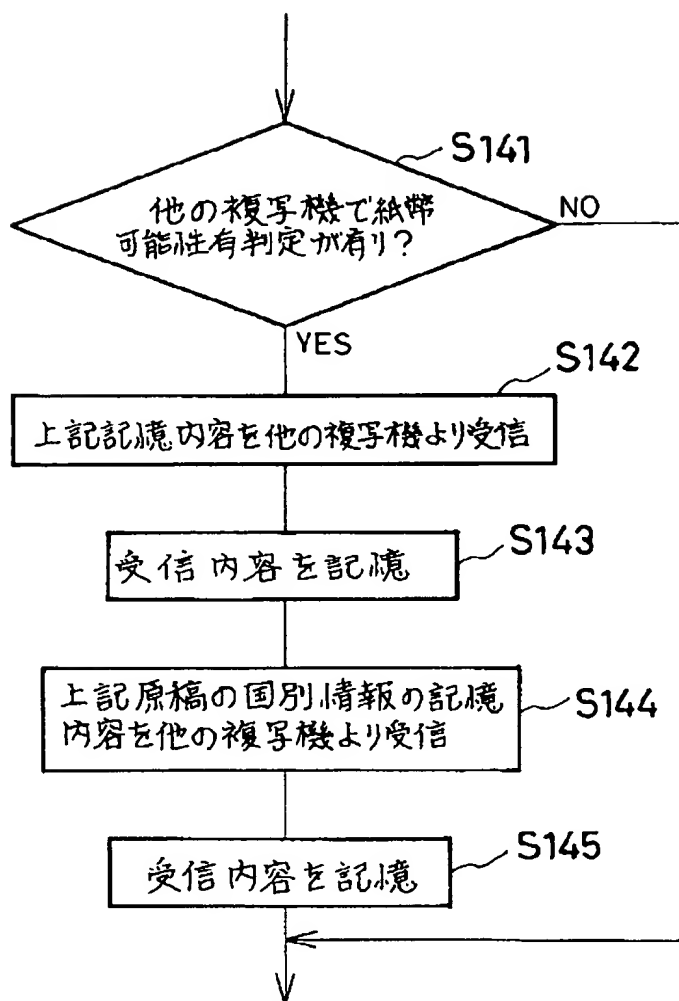 S141
他の複写機で紙幣
可能性有判定が有り?
NO
YES
S142
上記記憶内容を他の複写機より受信
S143
受信内容を記憶
上記原稿の国別情報の記憶
内容を他の複写機より受信
S144
S145
受信内容を記憶